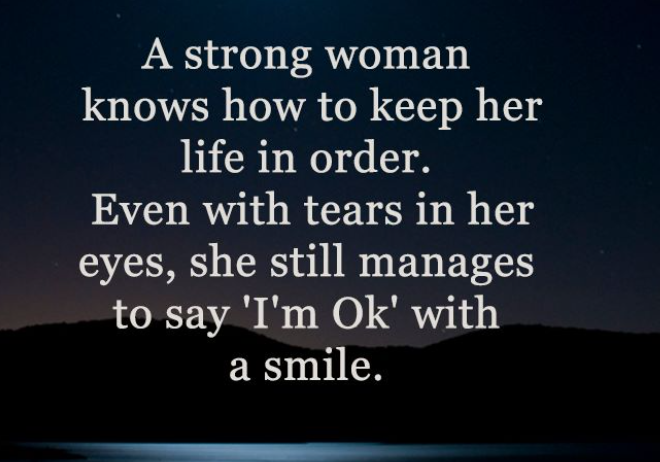 A strong woman
knows how to keep her
life in order.
Even with tears in her
eyes, she still manages
to say 'I'm Ok' with
a smile.